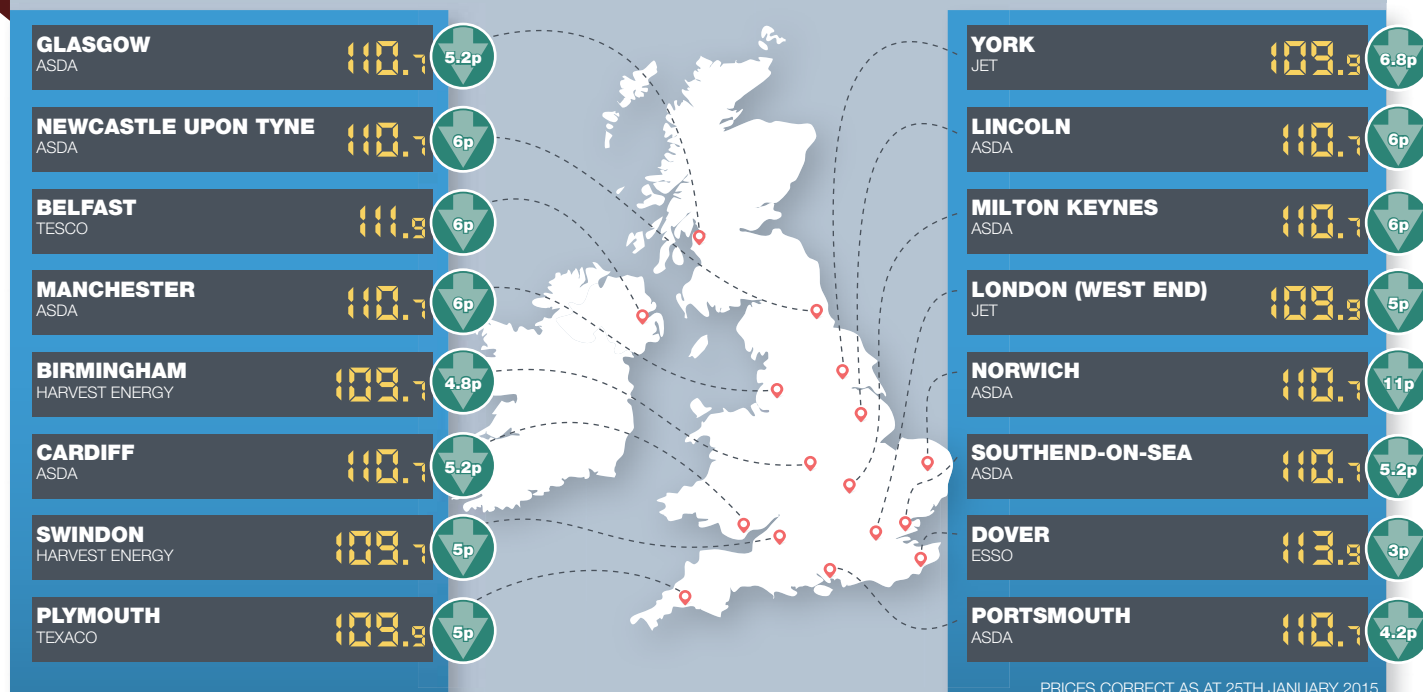 GLASGOW
ASDA
110.7
5.2p
NEWCASTLE UPON TYNE
ASDA
110.7
6p
BELFAST
TESCO
111.9
6p
MANCHESTER
ASDA
110.7
6p
BIRMINGHAM
HARVEST ENERGY
109.7
4.8p
CARDIFF
ASDA
110.7
5.2p
SWINDON
HARVEST ENERGY
109.7
5p
PLYMOUTH
TEXACO
109.9
5p
YORK
JET
109.9
6.8p
LINCOLN
ASDA
110.7
6p
MILTON KEYNES
ASDA
110.7
6p
LONDON (WEST END)
JET
109.9
5p
NORWICH
ASDA
110.7
11p
SOUTHEND-ON-SEA
ASDA
110.7
5.2p
DOVER
ESSO
113.9
3p
PORTSMOUTH
ASDA
110.7
4.2p
PRICES CORRECT AS AT 25TH JANUARY 2015